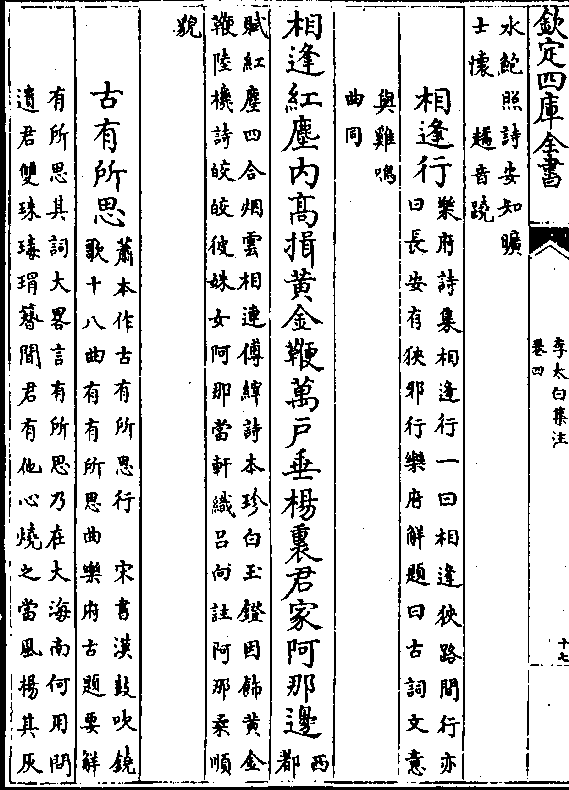 欽定四庫全書
李太白集注
卷四
十七
水鮑照詩安知曠
士懷 趫音蹺
相逢行
樂府詩集相逢行一曰相逢狹路間行亦
曰長安有狹邪行樂府解題曰古詞文意
與雞鳴
曲同
相逢紅塵内髙揖黄金鞭萬戸垂楊裏君家阿那邊
西都
賦紅塵四合烟雲相連傅縡詩本珍白玉鐙因飾黄金
鞭陸機詩皎皎彼姝女阿那當軒織吕向註阿那柔順
貌
古有所思
蕭本作古有所思行 宋書漢鼓吹鐃
歌十八曲有有所思曲樂府古題要解
有所思其詞大畧言有所思乃在大海南何用問
遺君雙珠瑇瑁簪聞君有他心燒之當風楊其灰